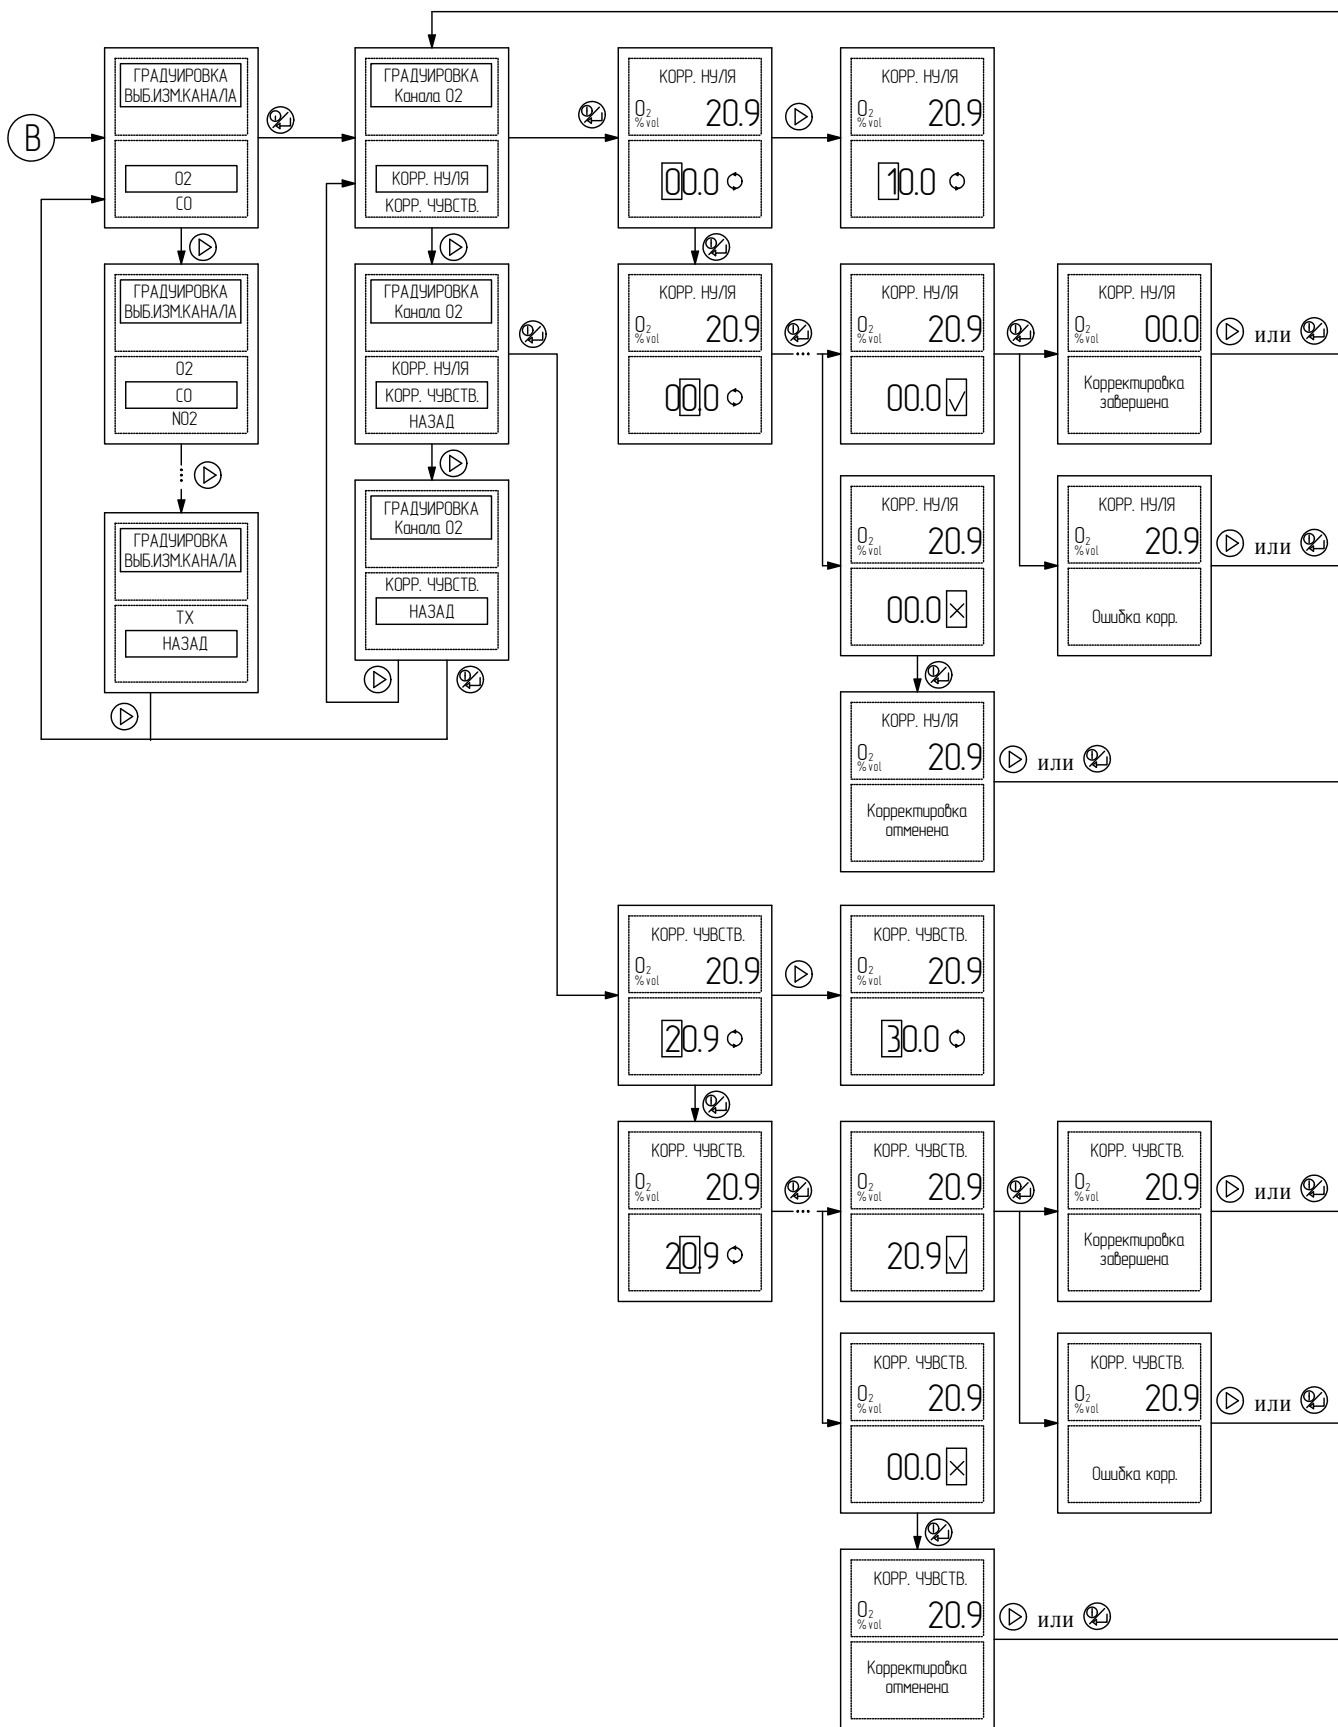 B
ГРАДУИРОВКА
ВЫБ.ИЗМ.КАНАЛА
О2
СО
ГРАДУИРОВКА
ВЫБ.ИЗМ.КАНАЛА
О2
СО
NO2
ГРАДУИРОВКА
ВЫБ.ИЗМ.КАНАЛА
ТХ
НАЗАД
ГРАДУИРОВКА
Канала О2
КОРР. НУЛЯ
КОРР. ЧУВСТВ.
ГРАДУИРОВКА
Канала О2
КОРР. НУЛЯ
КОРР. ЧУВСТВ.
НАЗАД
ГРАДУИРОВКА
Канала О2
КОРР. ЧУВСТВ.
НАЗАД
КОРР. НУЛЯ
O2 % vol 20.9
00.0
КОРР. НУЛЯ
O2 % vol 20.9
10.0
КОРР. НУЛЯ
O2 % vol 20.9
00.0
...
КОРР. НУЛЯ
O2 % vol 20.9
00.0
КОРР. НУЛЯ
O2 % vol 00.0
Корректировка
завершена
или
КОРР. НУЛЯ
O2 % vol 20.9
00.0
КОРР. НУЛЯ
O2 % vol 20.9
Ошибка корр.
или
КОРР. НУЛЯ
O2 % vol 20.9
Корректировка
отменена
или
КОРР. ЧУВСТВ.
O2 % vol 20.9
20.9
КОРР. ЧУВСТВ.
O2 % vol 20.9
30.0
КОРР. ЧУВСТВ.
O2 % vol 20.9
20.9
...
КОРР. ЧУВСТВ.
O2 % vol 20.9
20.9
КОРР. ЧУВСТВ.
O2 % vol 20.9
Корректировка
завершена
или
КОРР. ЧУВСТВ.
O2 % vol 20.9
00.0
КОРР. ЧУВСТВ.
O2 % vol 20.9
Ошибка корр.
или
КОРР. ЧУВСТВ.
O2 % vol 20.9
Корректировка
отменена
или